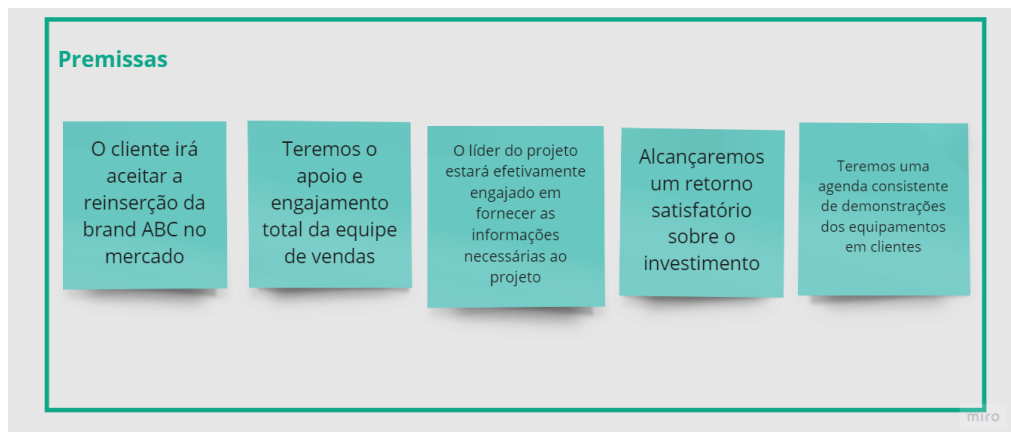 Premissas
O cliente irá
aceitar a
reinserção da
brand ABC no
mercado
Teremos o
apoio e
engajamento
total da equipe
de vendas
O líder do projeto
estará efetivamente
engajado em
fornecer as
informações
necessárias ao
projeto
Alcançaremos
um retorno
satisfatório
sobre o
investimento
Teremos uma
agenda consistente
de demonstrações
dos equipamentos
em clientes
miro